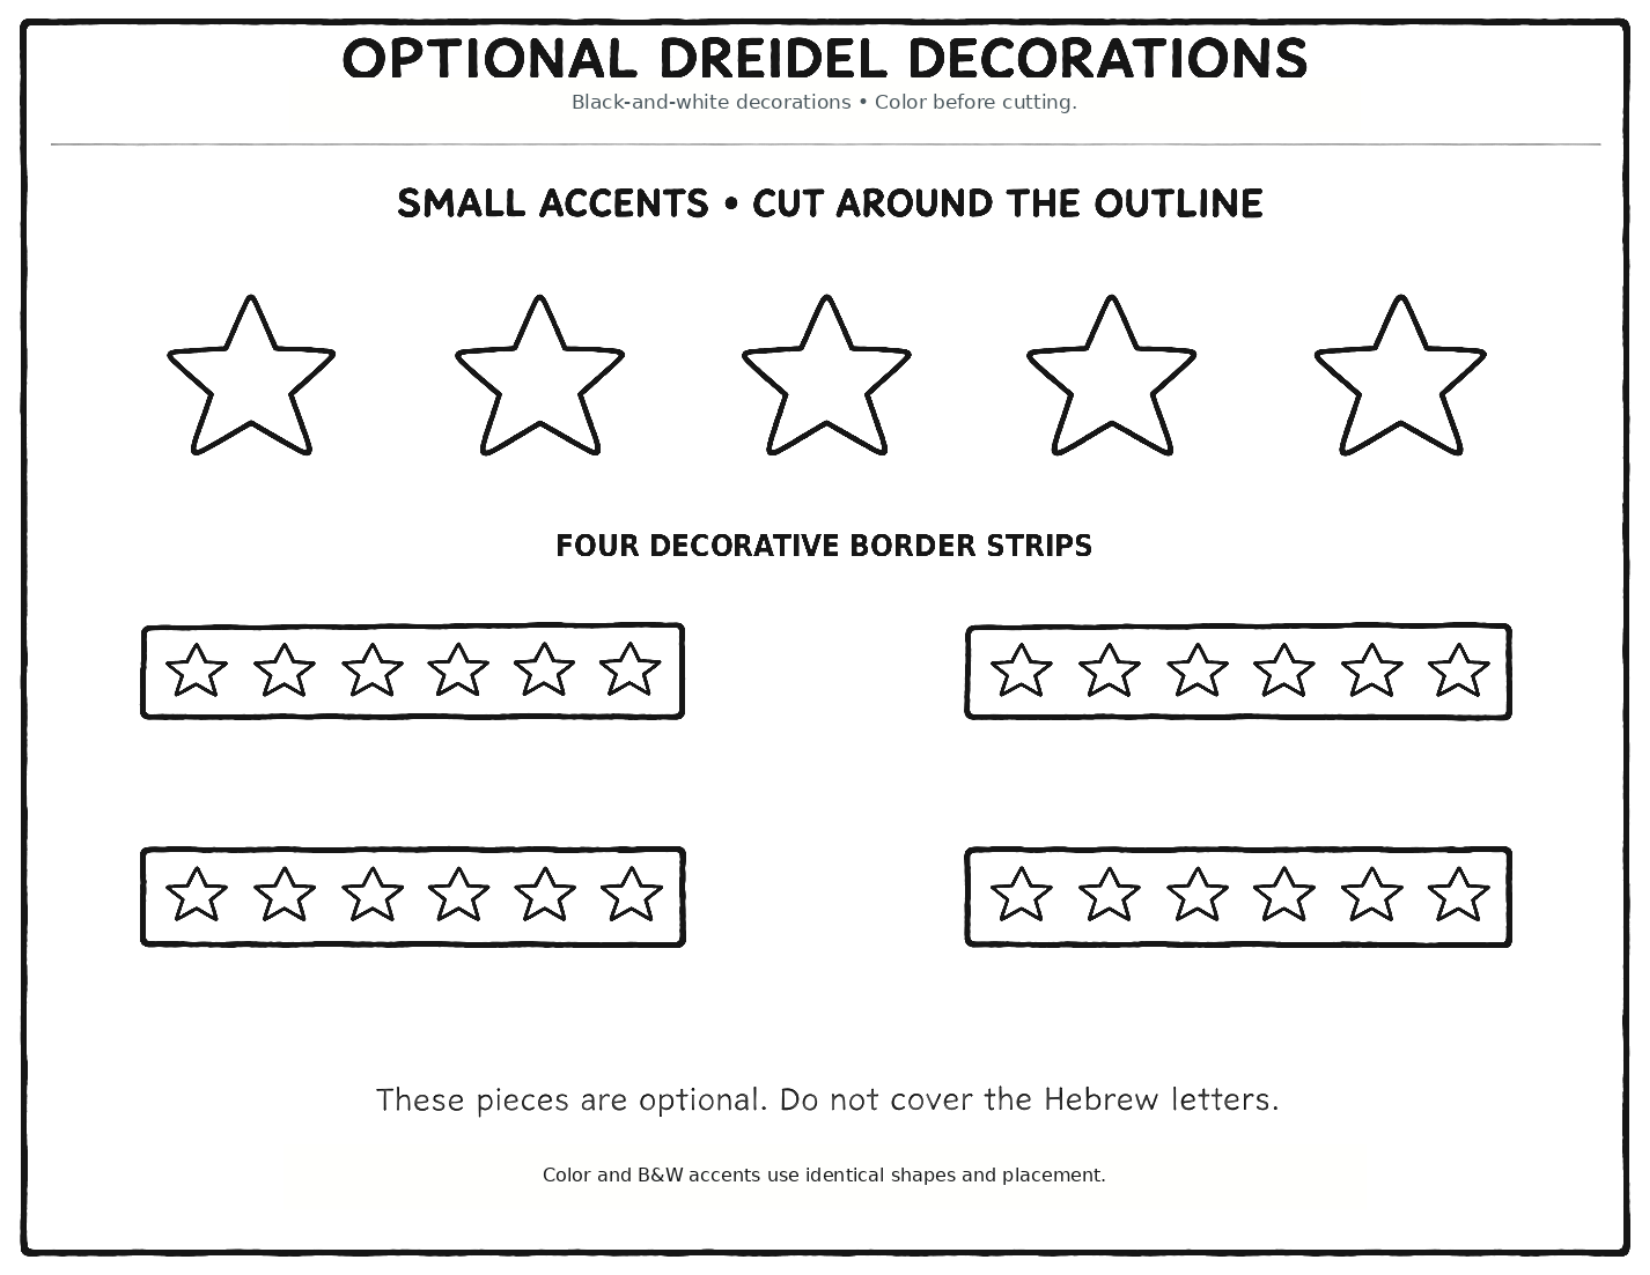 OPTIONAL DREIDEL DECORATIONS
Black-and-white decorations • Color before cutting.
SMALL ACCENTS • CUT AROUND THE OUTLINE
FOUR DECORATIVE BORDER STRIPS
These pieces are optional. Do not cover the Hebrew letters.
Color and B&W accents use identical shapes and placement.